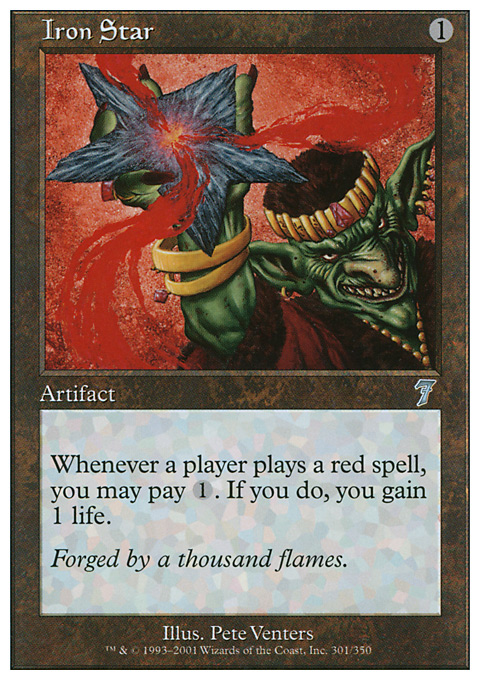 Iron Star 1
Artifact 7
Whenever a player plays a red spell,
you may pay 1. If you do, you gain
1 life.
Forged by a thousand flames.
Illus. Pete Venters
™ & © 1993–2001 Wizards of the Coast, Inc. 301/350